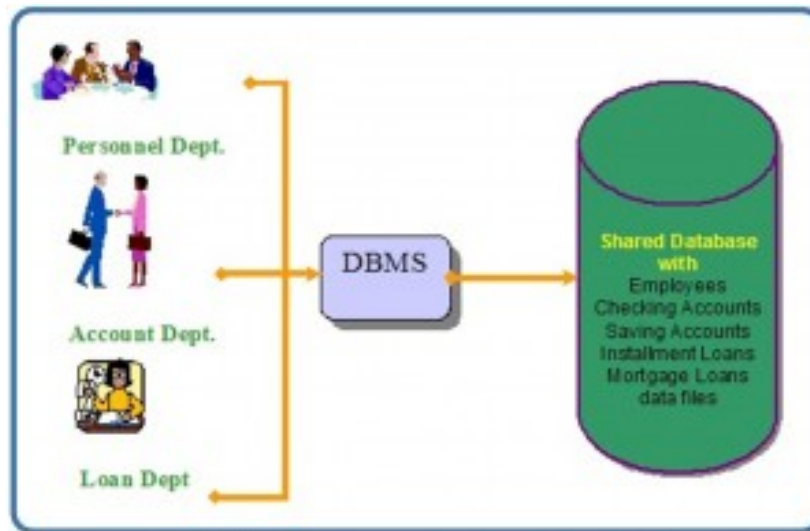 Personnel Dept.
Account Dept.
Loan Dept
DBMS
Shared Database
with
Employees
Checking Accounts
Saving Accounts
Installment Loans
Mortgage Loans
data files